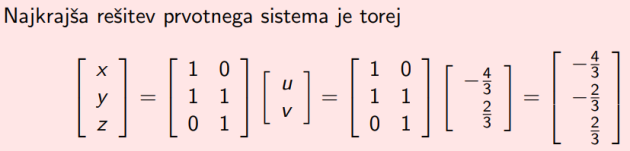 Najkrajša rešitev prvotnega sistema je torej
[ x y z ] = [ 1 0 1 1 0 1 ] [ u v ] = [ 1 0 1 1 0 1 ] [ −4/3 2/3 ] = [ −4/3 −2/3 2/3 ]